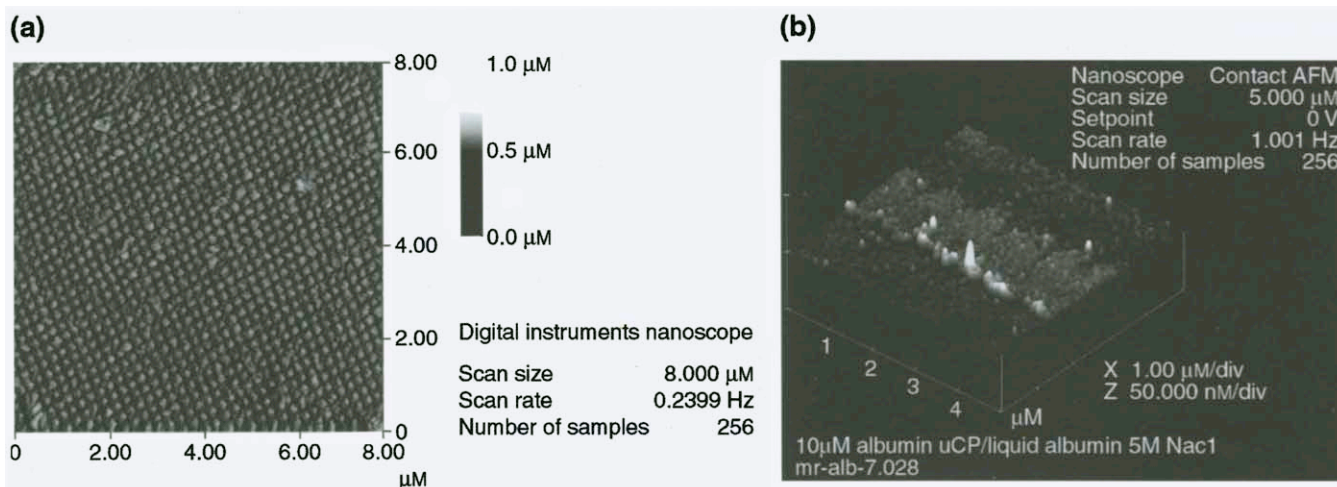 (a)
8.00
6.00
4.00
2.00
0
0 2.00 4.00 6.00 8.00
μM
1.0 μM
0.5 μM
0.0 μM
Digital instruments nanoscope
Scan size 8.000 μM
Scan rate 0.2399 Hz
Number of samples 256
(b)
Nanoscope Contact AFM
Scan size 5.000 μM
Setpoint 0 V
Scan rate 1.001 Hz
Number of samples 256
1
2
3
4
μM
X 1.00 μM/div
Z 50.000 nM/div
10μM albumin uCP/liquid albumin 5M Nac1
mr-alb-7.028